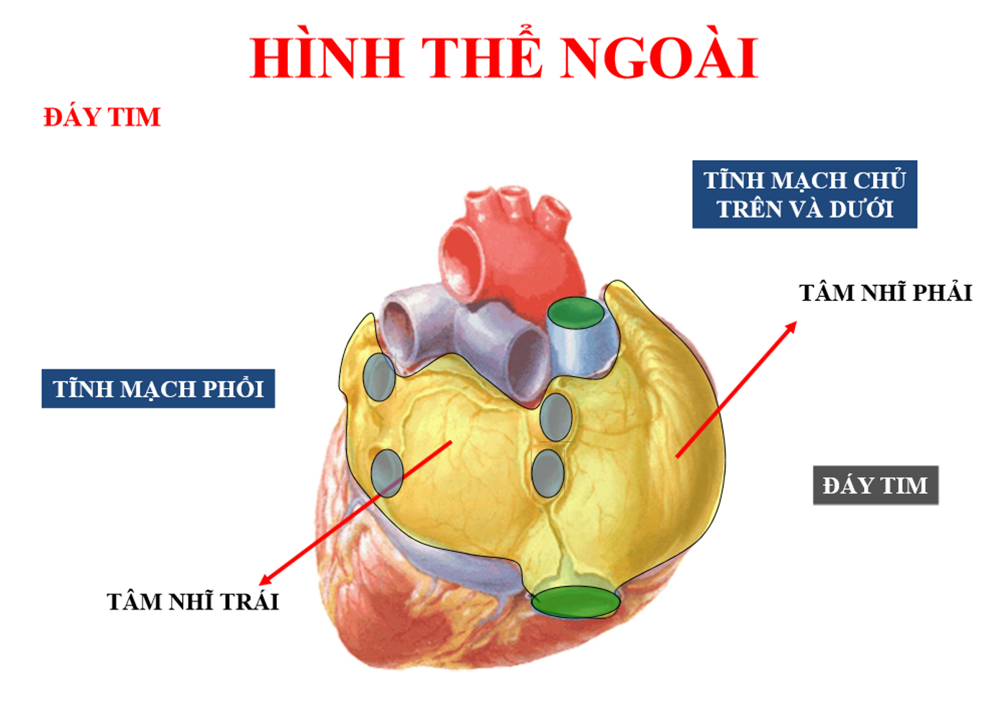 HÌNH THỂ NGOÀI
ĐÁY TIM
TĨNH MẠCH CHỦ
TRÊN VÀ DƯỚI
TÂM NHĨ PHẢI
TĨNH MẠCH PHỔI
ĐÁY TIM
TÂM NHĨ TRÁI